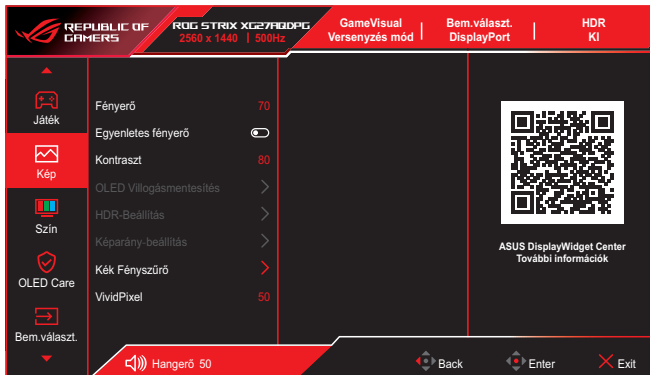 REPUBLIC OF
GAMERS
ROG STRIX XG27AQDPG
2560 x 1440 | 500Hz
GameVisual
Versenyzés mód
Bem.választ.
DisplayPort
HDR
KI
Játék
Kép
Szín
OLED Care
Bem.választ.
Fényerő 70
Egyenletes fényerő
Kontraszt 80
OLED Villogásmentesítés
HDR-Beállítás
Képarány-beállítás
Kék Fényszűrő
VividPixel 50
ASUS DisplayWidget Center
További információk
Hangerő 50
Back
Enter
Exit